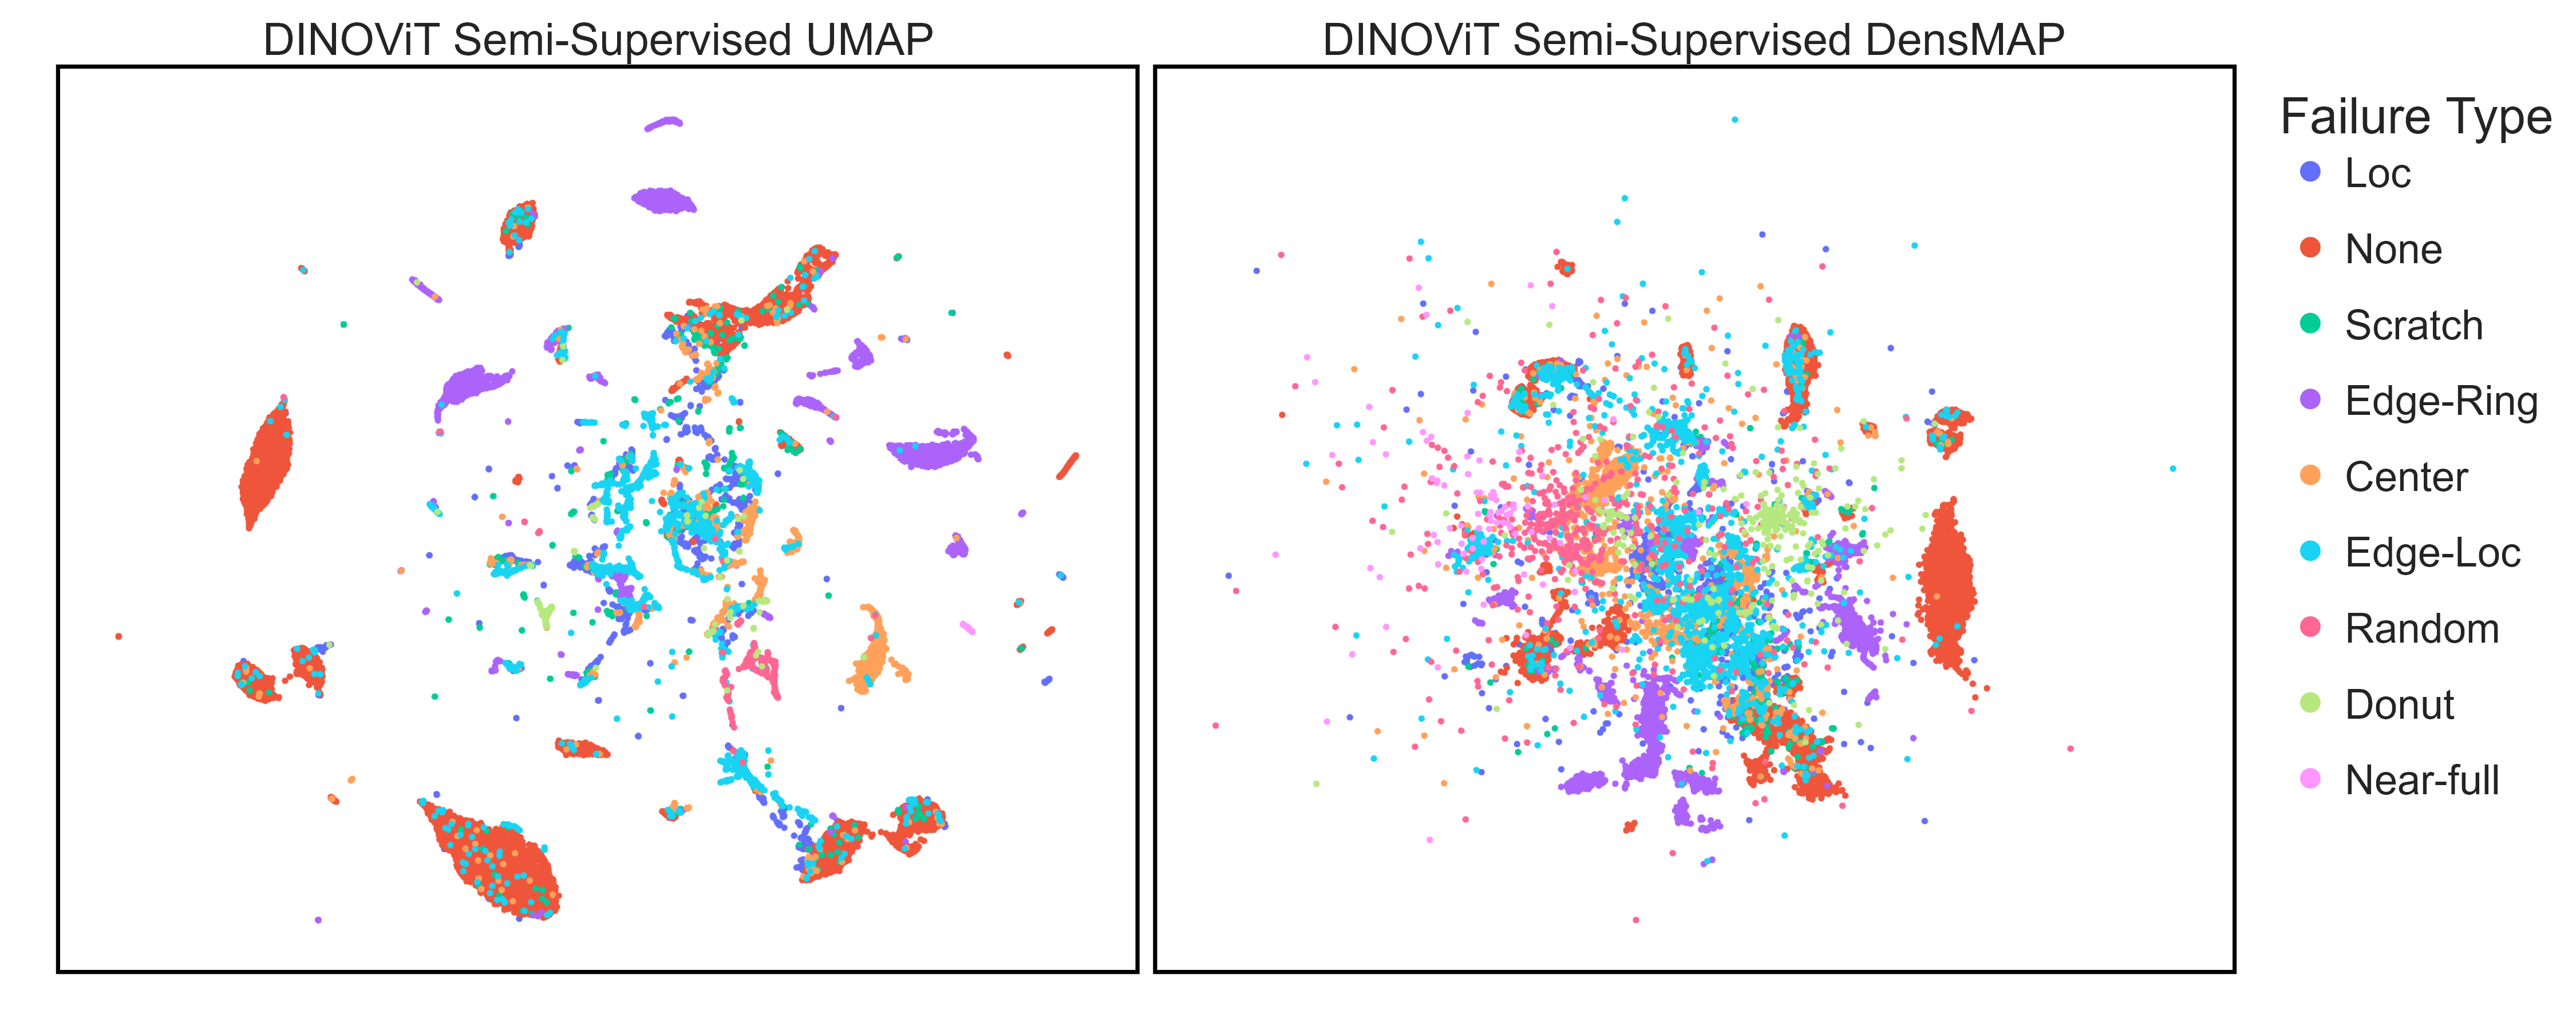 DINOViT Semi-Supervised UMAP
DINOViT Semi-Supervised DensMAP
Failure Type
Loc
None
Scratch
Edge-Ring
Center
Edge-Loc
Random
Donut
Near-full